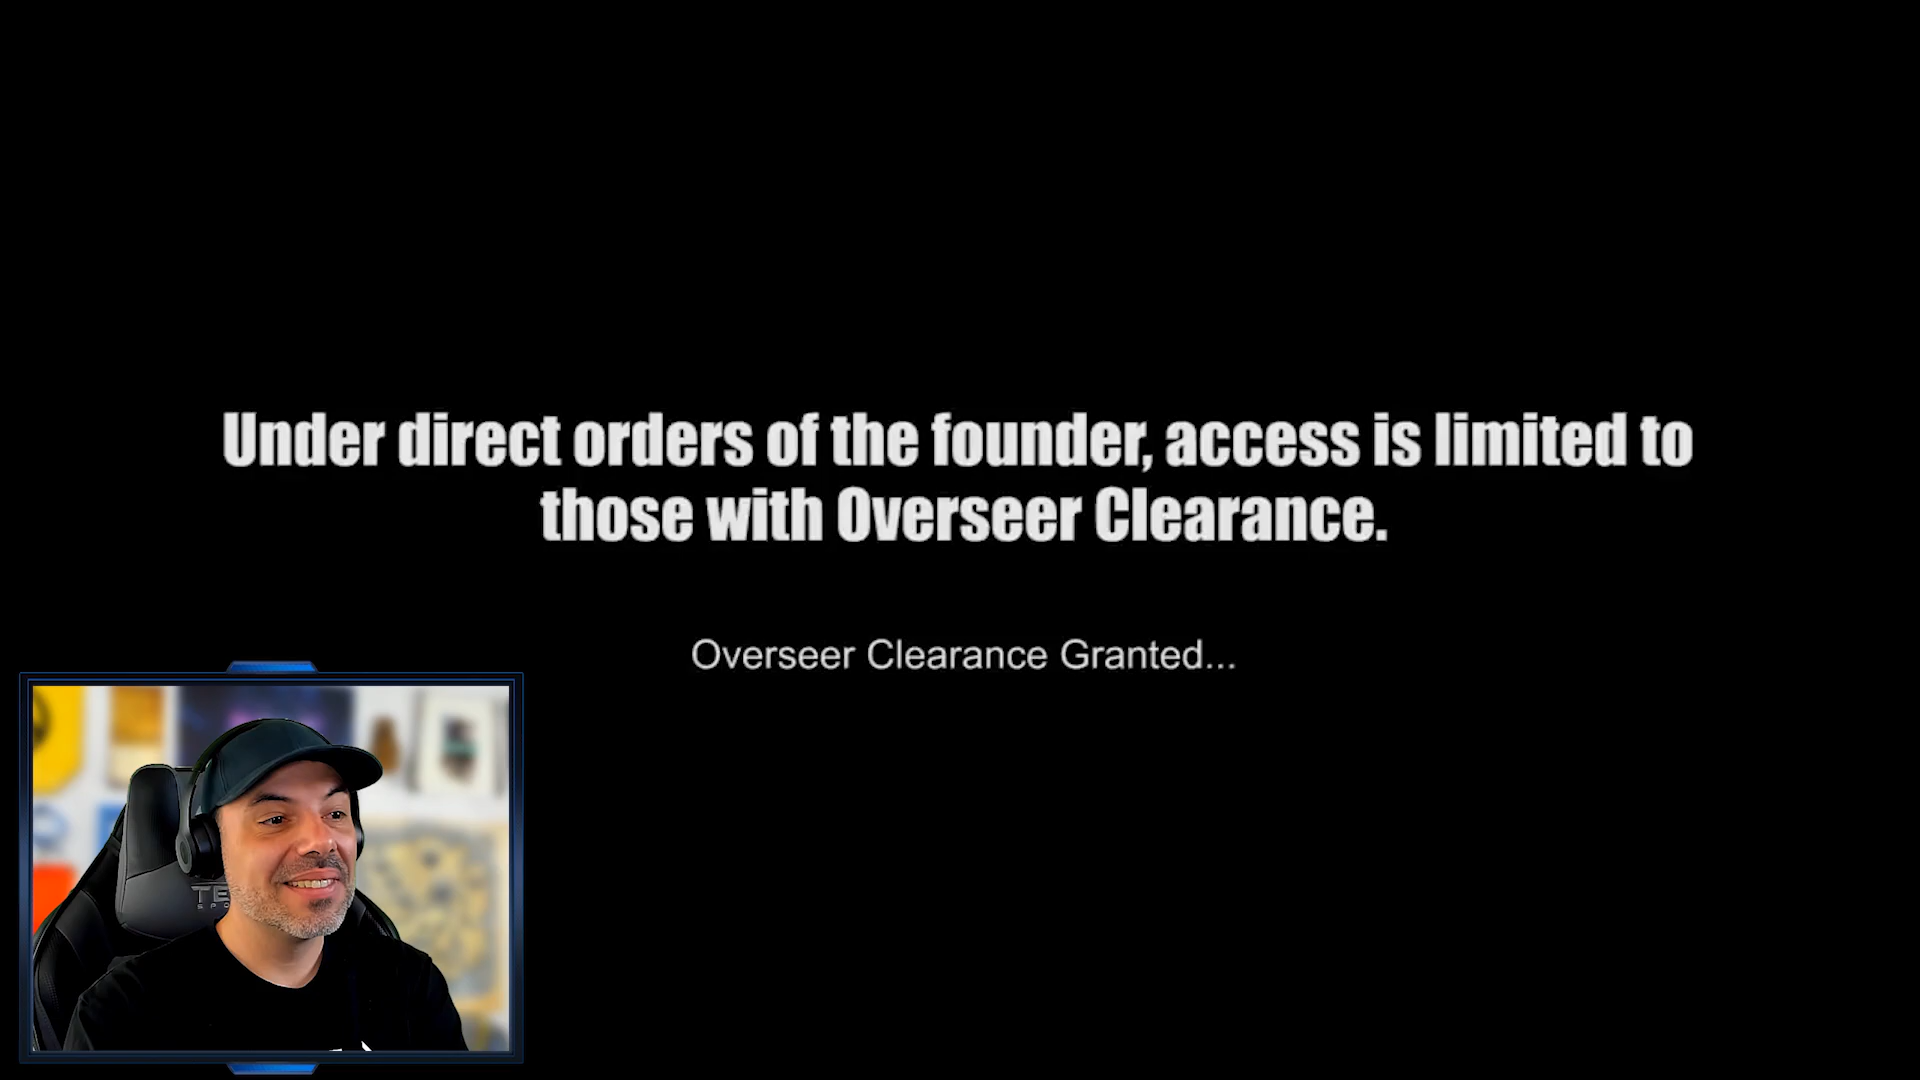 Under direct orders of the founder, access is limited to
those with Overseer Clearance.
Overseer Clearance Granted...